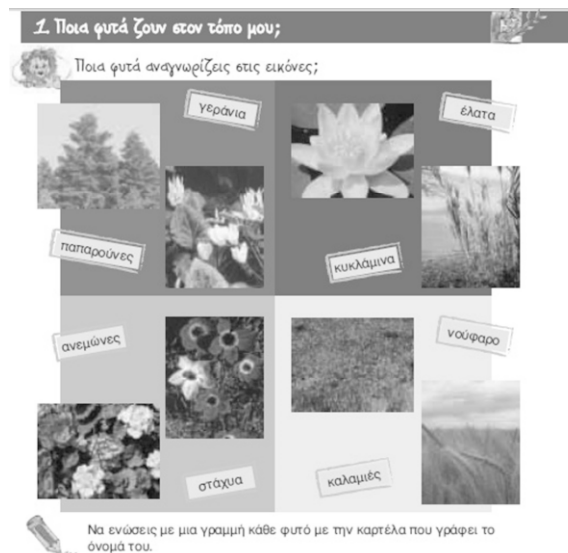 1. Ποια φυτά ζουν στον τόπο μου;
Ποια φυτά αναγνωρίζεις στις εικόνες;
γεράνια
έλατα
παπαρούνες
κυκλάμινα
ανεμώνες
νούφαρο
στάχυα
καλαμιές
Να ενώσεις με μια γραμμή κάθε φυτό με την καρτέλα που γράφει το
όνομά του.